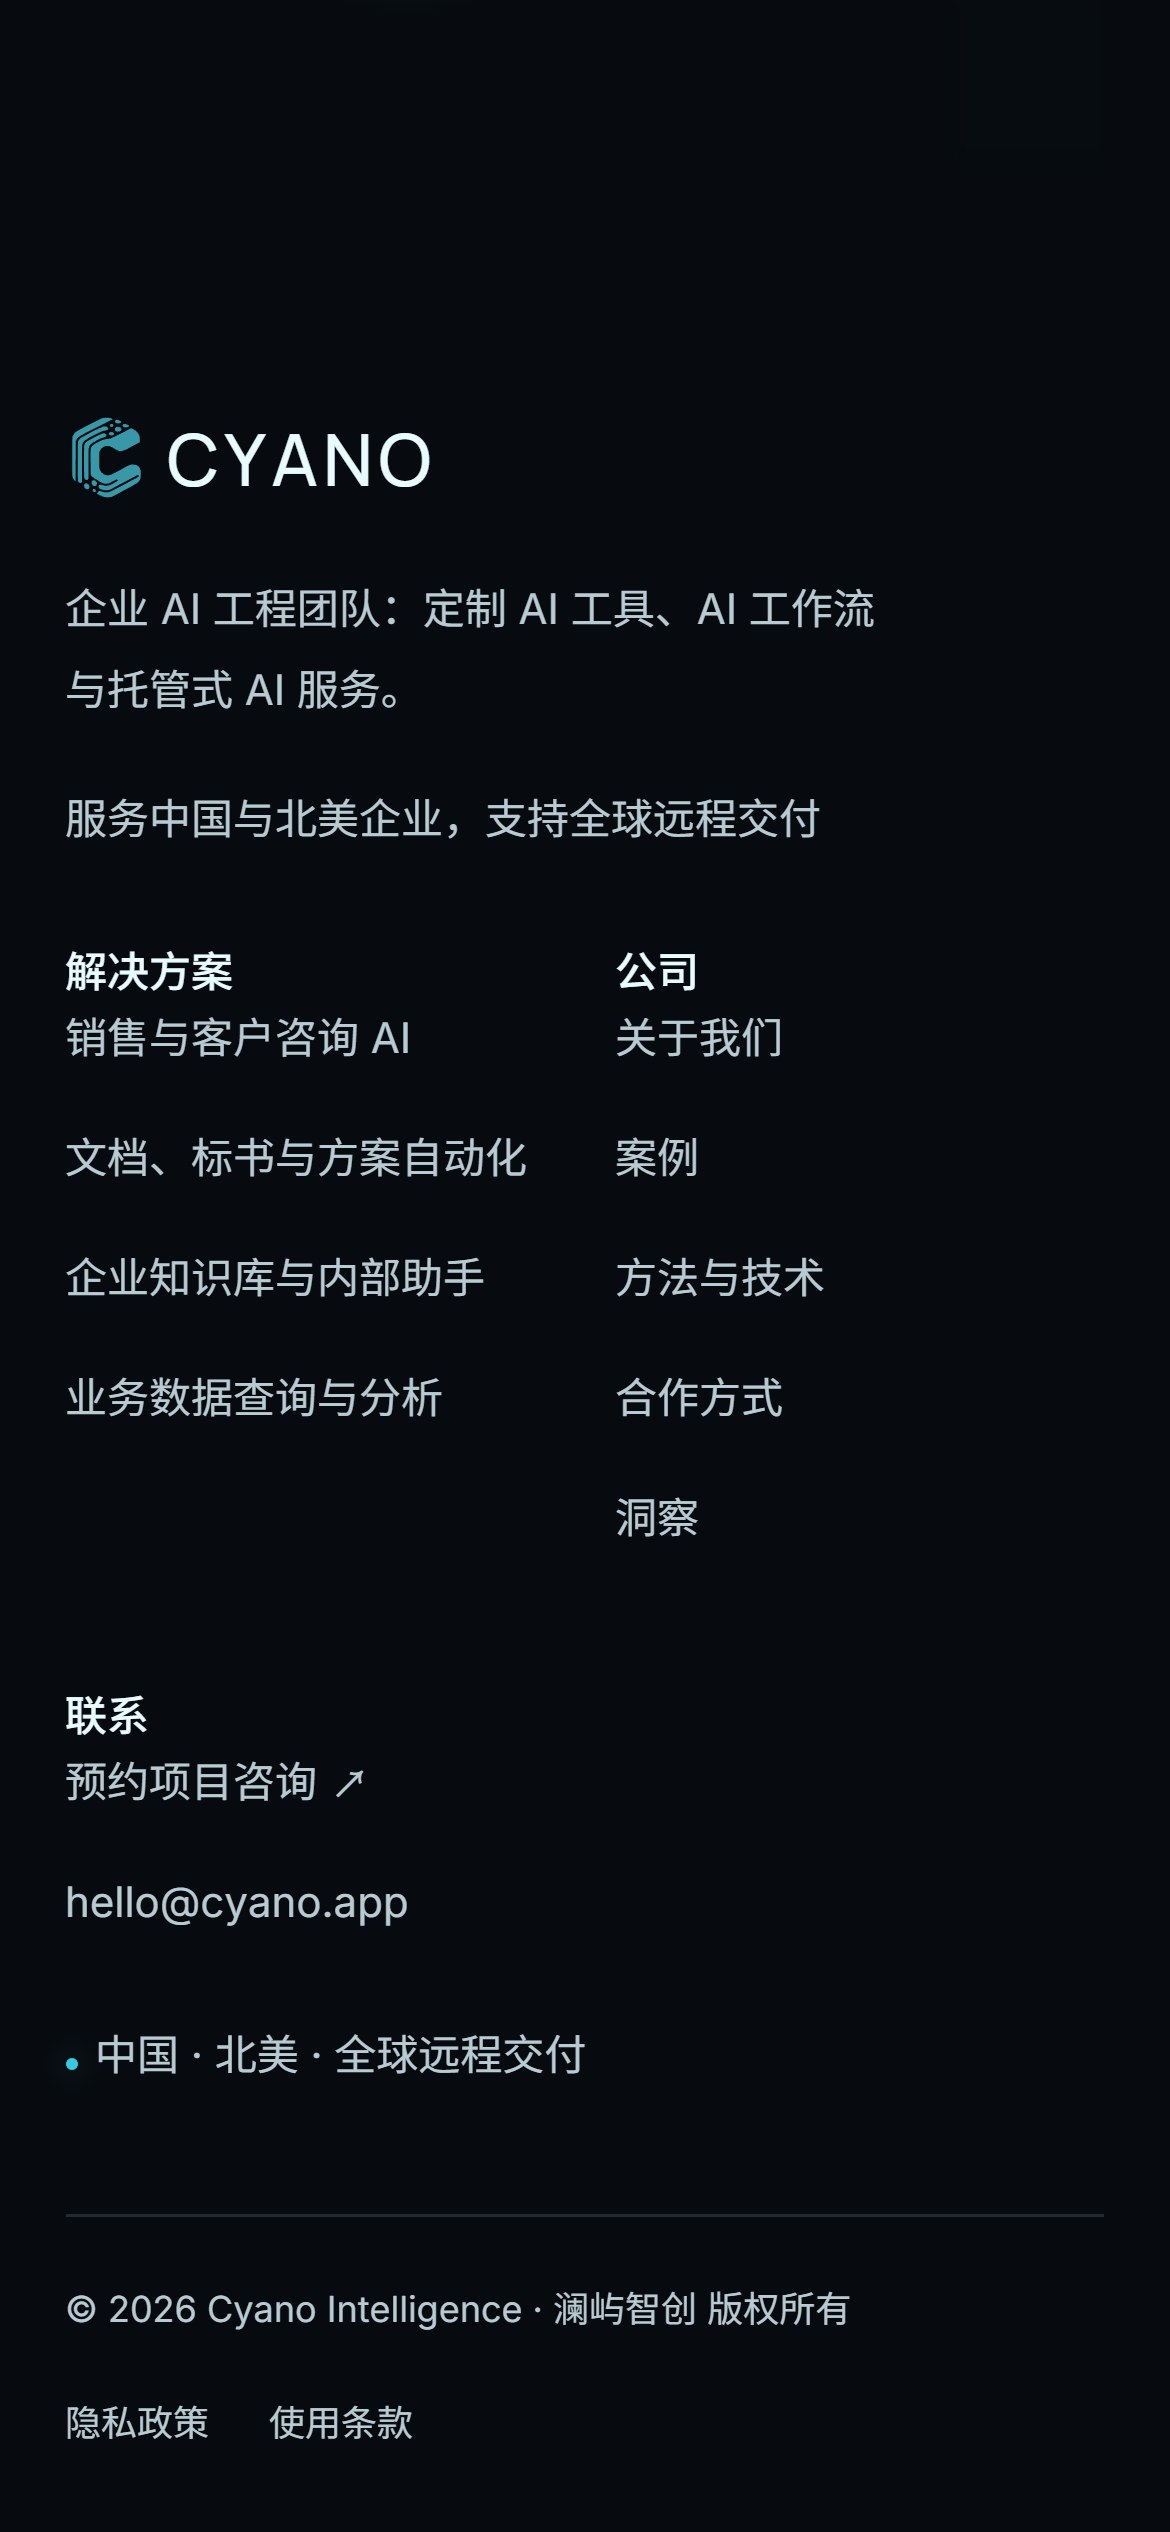 CYANO
企业 AI 工程团队：定制 AI 工具、AI 工作流
与托管式 AI 服务。
服务中国与北美企业，支持全球远程交付
解决方案
销售与客户咨询 AI
文档、标书与方案自动化
企业知识库与内部助手
业务数据查询与分析
公司
关于我们
案例
方法与技术
合作方式
洞察
联系
预约项目咨询 ↗
hello@cyano.app
中国 · 北美 · 全球远程交付
© 2026 Cyano Intelligence · 澜屿智创 版权所有
隐私政策 使用条款